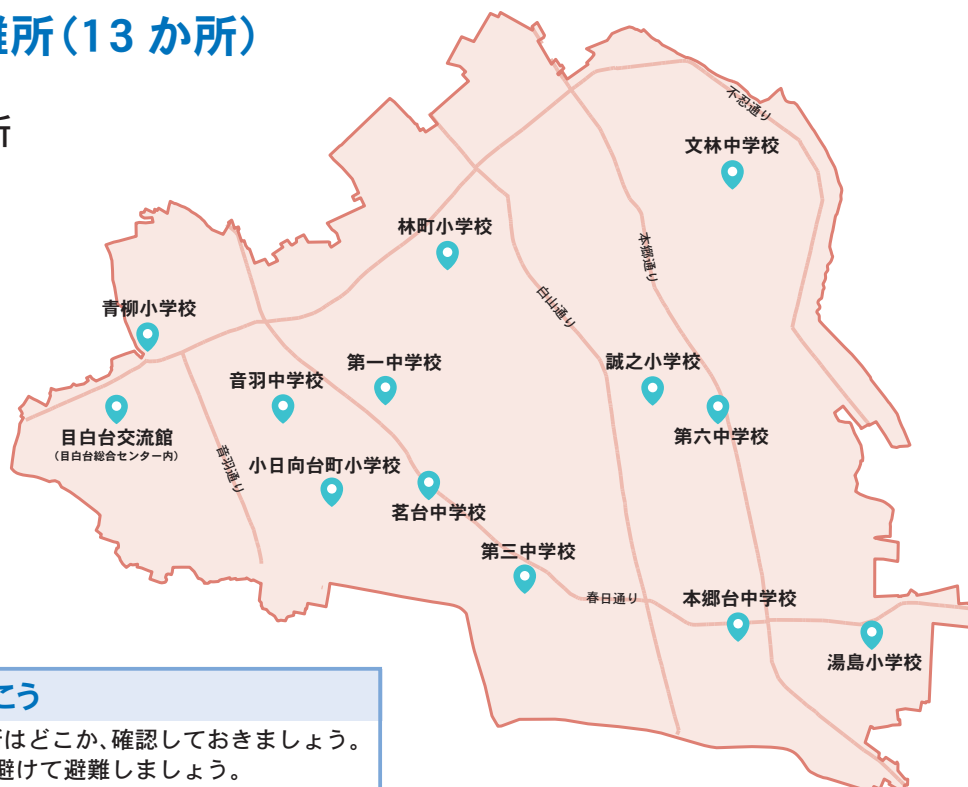 難所(13 か所)
所
不忍通り
文林中学校
林町小学校
本郷通り
白山通り
青柳小学校
第一中学校
誠之小学校
音羽中学校
目白台交流館
(目白台総合センター内)
第六中学校
音羽通り
小日向台町小学校
茗台中学校
第三中学校
春日通り
本郷台中学校
湯島小学校
こう
はどこか、確認しておきましょう。
避けて避難しましょう。